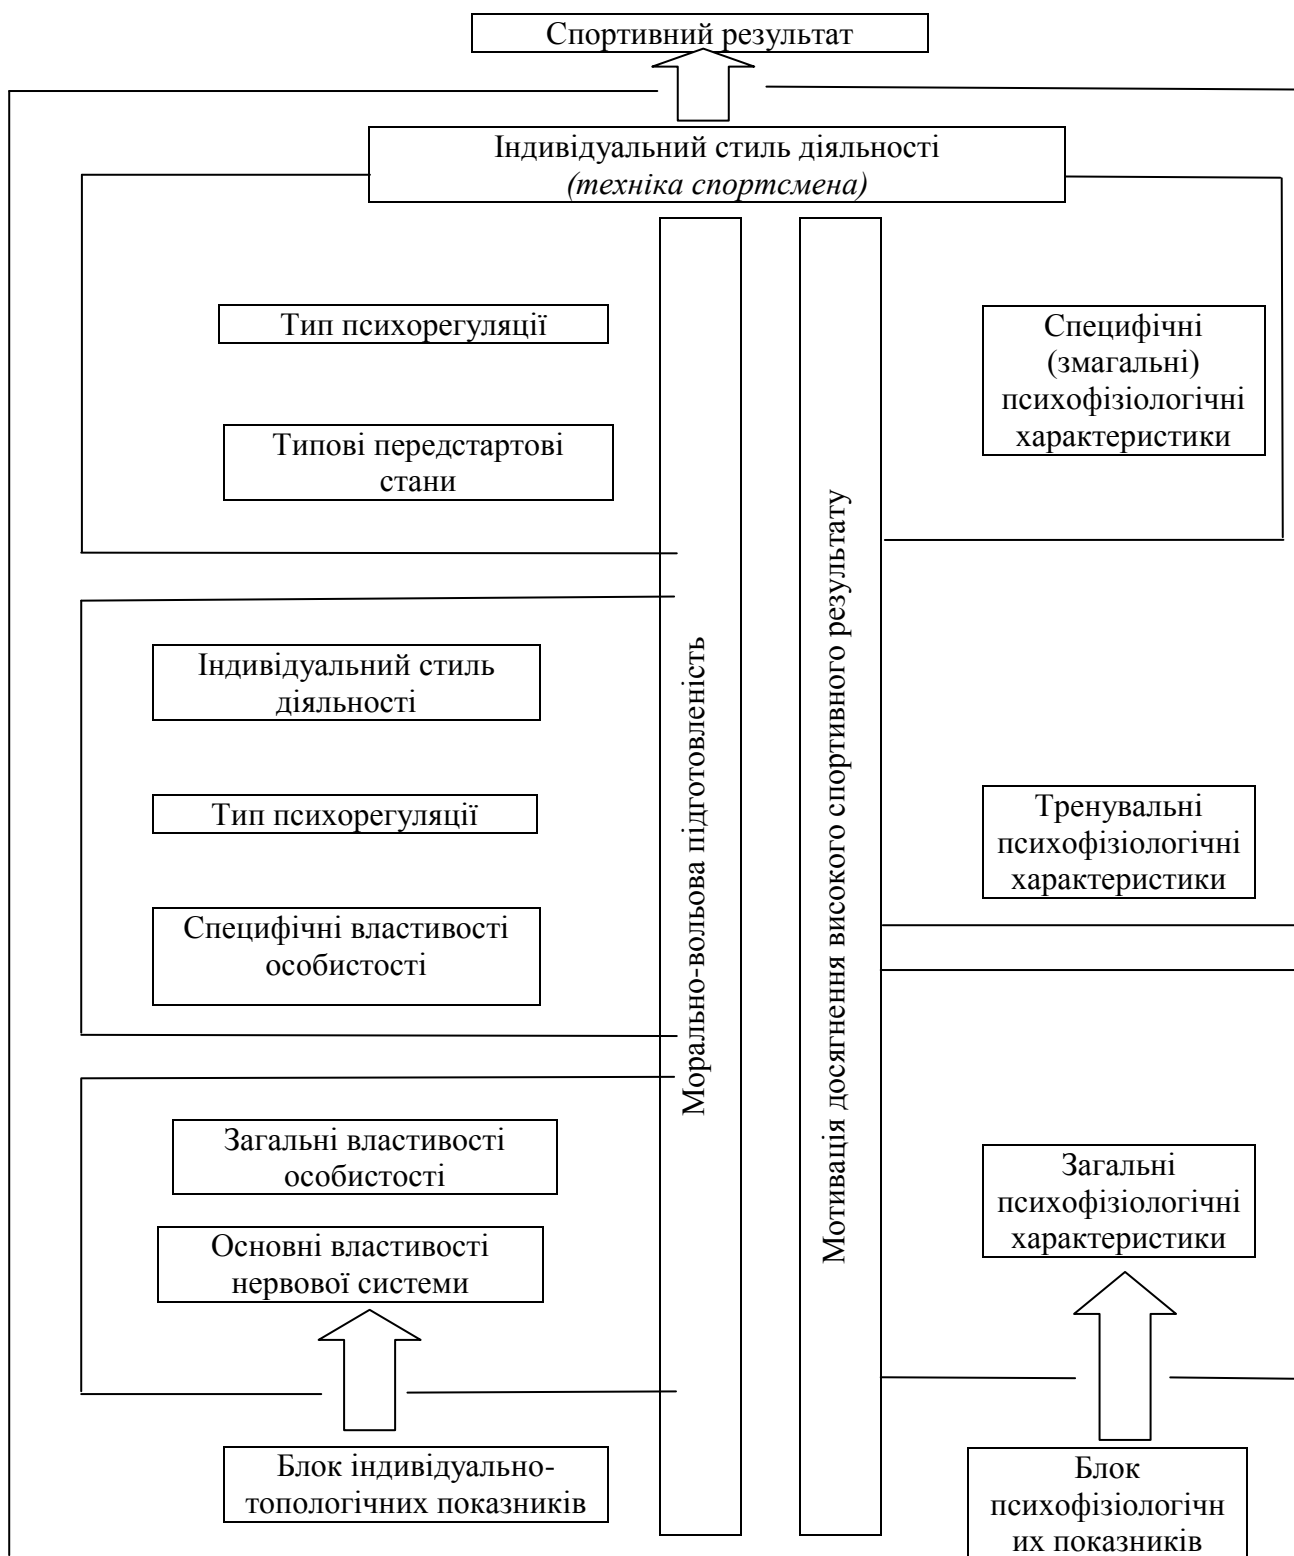 Спортивний результат
Індивідуальний стиль діяльності
(техніка спортсмена)
Тип психорегуляції
Типові передстартові
стани
Індивідуальний стиль
діяльності
Тип психорегуляції
Специфічні властивості
особистості
Загальні властивості
особистості
Основні властивості
нервової системи
Блок індивідуально-
топологічних показників
Морально-вольова підготовленість
Мотивація досягнення високого спортивного результату
Специфічні
(змагальні)
психофізіологічні
характеристики
Тренувальні
психофізіологічні
характеристики
Загальні
психофізіологічні
характеристики
Блок
психофізіологічн
их показників